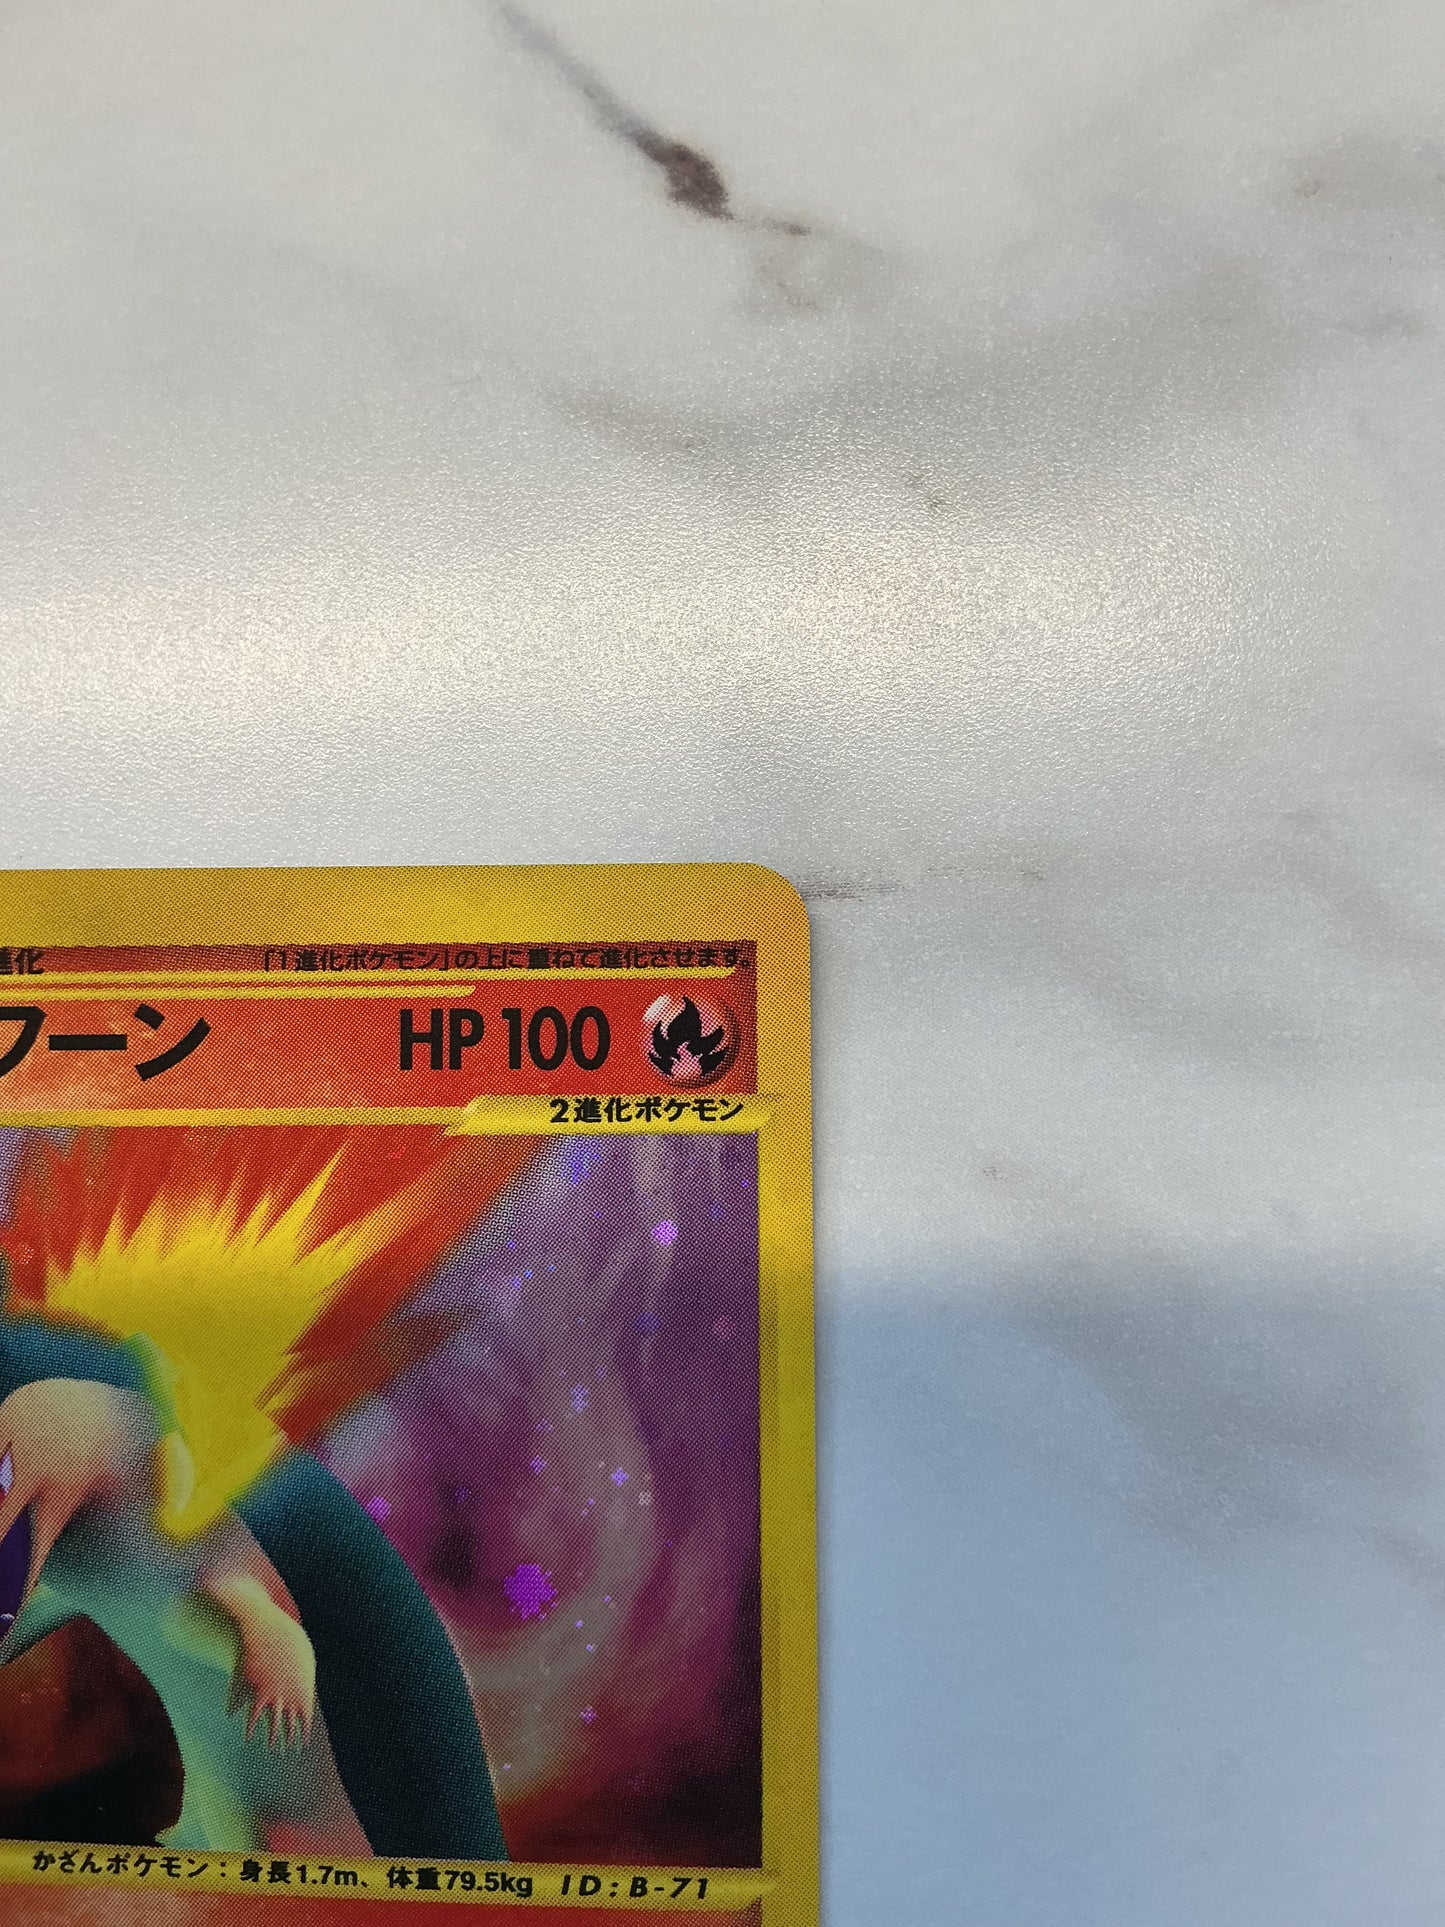 進化 「1進化ポケモン」の上に重ねて進化させます。
フーン HP 100
2進化ポケモン
かざんポケモン：身長1.7m、体重79.5kg ID:B-71